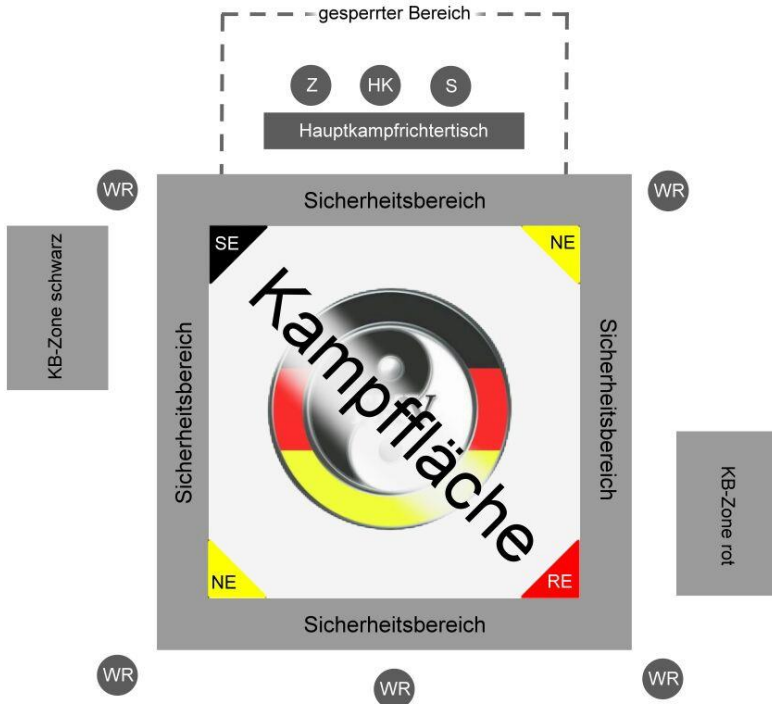 gesperrter Bereich
Z HK S
Hauptkampfrichtertisch
WR
WR
Sicherheitsbereich
SE
NE
KB-Zone schwarz
Sicherheitsbereich
Kampffläche
Sicherheitsbereich
KB-Zone rot
NE
RE
Sicherheitsbereich
WR
WR
WR